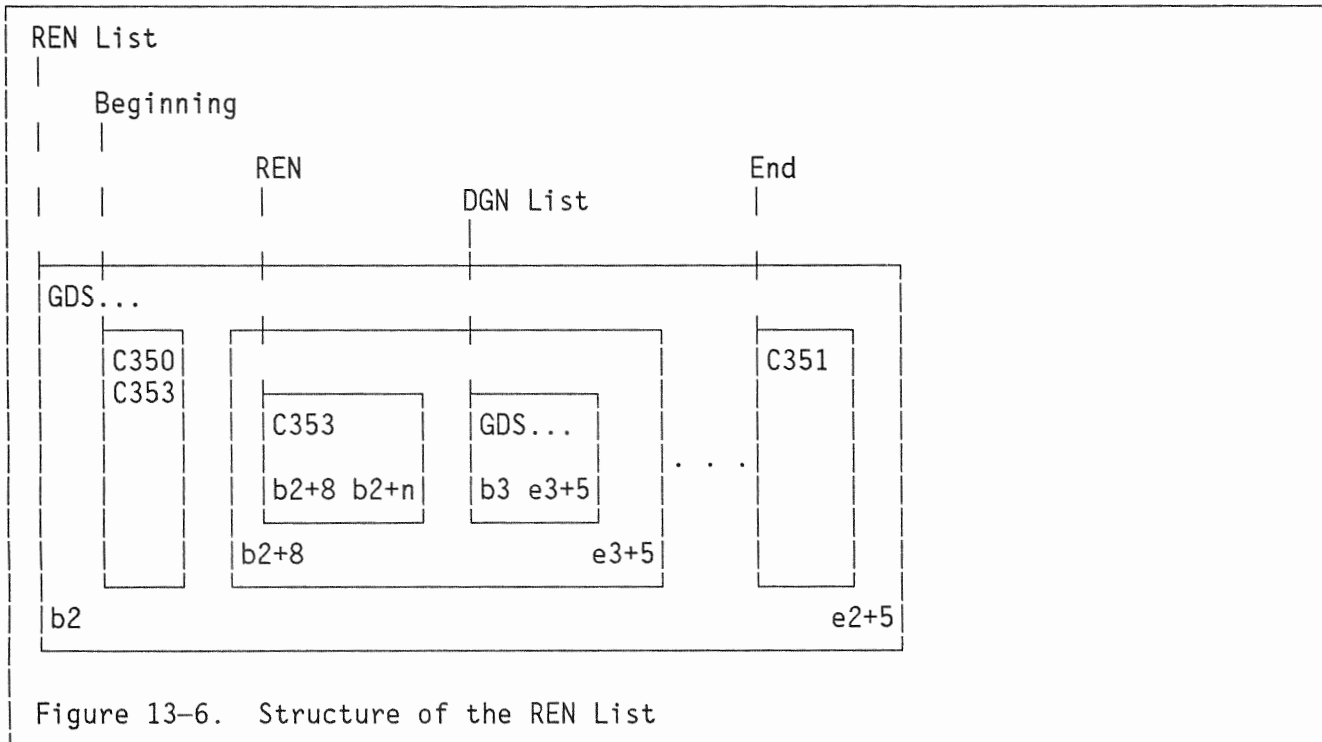 REN List
Beginning
REN End
DGN List
GDS...
C350 C351
C353
C353 GDS...
. . .
b2+8 b2+n b3 e3+5
b2+8 e3+5
b2 e2+5
Figure 13–6. Structure of the REN List